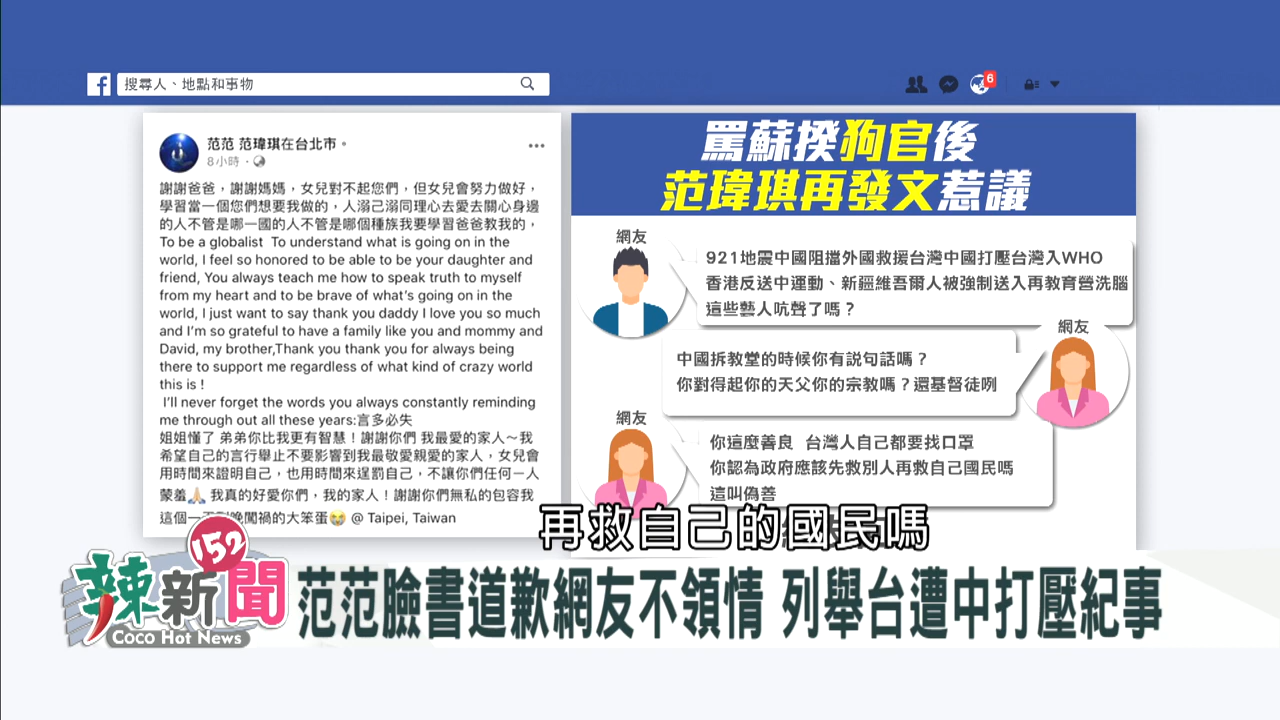 搜尋人、地點和事物
6
范范 范瑋琪在台北市。
8小時
謝謝爸爸，謝謝媽媽，女兒對不起您們，但女兒會努力做好，
學習當一個您們想要我做的，人溺己溺同理心去愛去關心身邊
的人不管是哪一國的人不管是哪個種族我要學習爸爸教我的，
To be a globalist To understand what is going on in the
world, I feel so honored to be able to be your daughter and
friend, You always teach me how to speak truth to myself
from my heart and to be brave of what's going on in the
world, I just want to say thank you daddy I love you so much
and I'm so grateful to have a family like you and mommy and
David, my brother,Thank you thank you for always being
there to support me regardless of what kind of crazy world
this is !
I'll never forget the words you always constantly reminding
me through out all these years:言多必失
姐姐懂了 弟弟你比我更有智慧！謝謝你們 我最愛的家人～我
希望自己的言行舉止不要影響到我最敬愛親愛的家人，女兒會
用時間來證明自己，也用時間來逞罰自己，不讓你們任何一人
蒙羞🙏🏻 我真的好愛你們，我的家人！謝謝你們無私的包容我
這個一 闖禍的大笨蛋😭 @ Taipei, Taiwan
罵蘇揆狗官後
范瑋琪再發文惹議
網友
921地震中國阻擋外國救援台灣中國打壓台灣入WHO
香港反送中運動、新疆維吾爾人被強制送入再教育營洗腦
這些藝人吭聲了嗎？
網友
中國拆教堂的時候你有說句話嗎？
你對得起你的天父你的宗教嗎？還基督徒咧
網友
你這麼善良 台灣人自己都要找口罩
你認為政府應該先救別人再救自己國民嗎
這叫偽善
再救自己的國民嗎
152
辣新聞
Coco Hot News
范范臉書道歉網友不領情 列舉台遭中打壓紀事